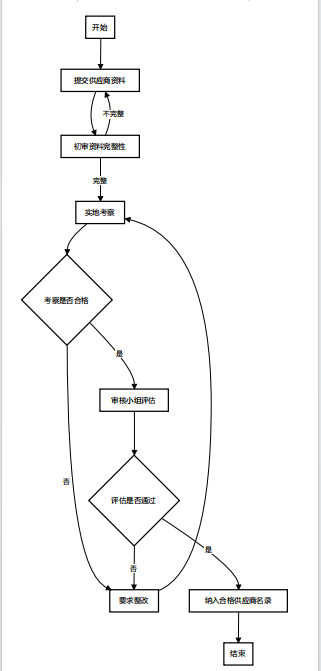 开始
提交供应商资料
不完整
初审资料完整性
完整
实地考察
考察是否合格
是
审核小组评估
否
评估是否通过
是
否
要求整改
纳入合格供应商名录
结束